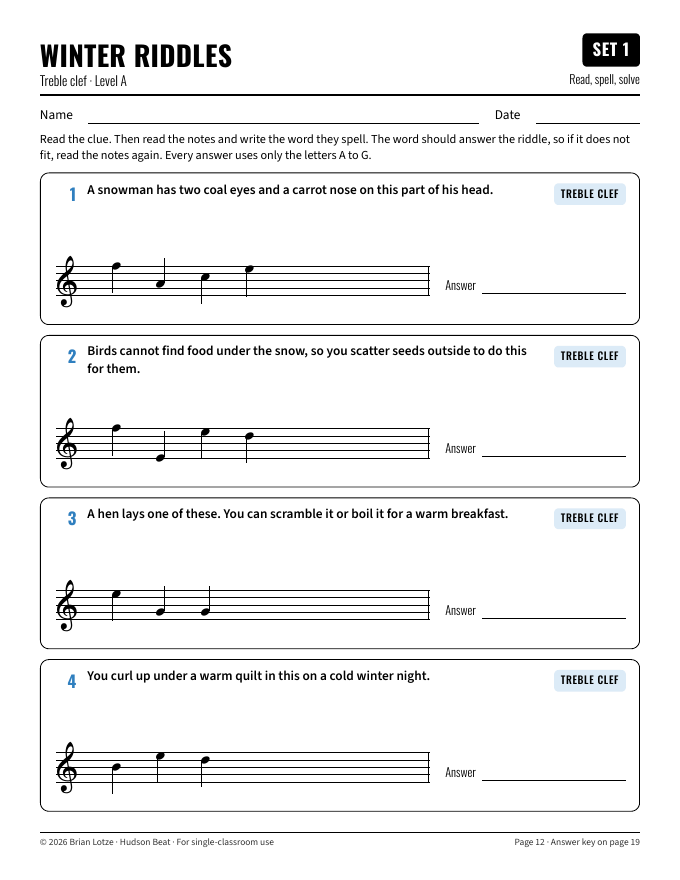 WINTER RIDDLES
SET 1
Treble clef · Level A
Read, spell, solve
Name
Date
Read the clue. Then read the notes and write the word they spell. The word should answer the riddle, so if it does not
fit, read the notes again. Every answer uses only the letters A to G.
1
A snowman has two coal eyes and a carrot nose on this part of his head.
TREBLE CLEF
Answer
2
Birds cannot find food under the snow, so you scatter seeds outside to do this
for them.
TREBLE CLEF
Answer
3
A hen lays one of these. You can scramble it or boil it for a warm breakfast.
TREBLE CLEF
Answer
4
You curl up under a warm quilt in this on a cold winter night.
TREBLE CLEF
Answer
© 2026 Brian Lotze · Hudson Beat · For single-classroom use
Page 12 · Answer key on page 19